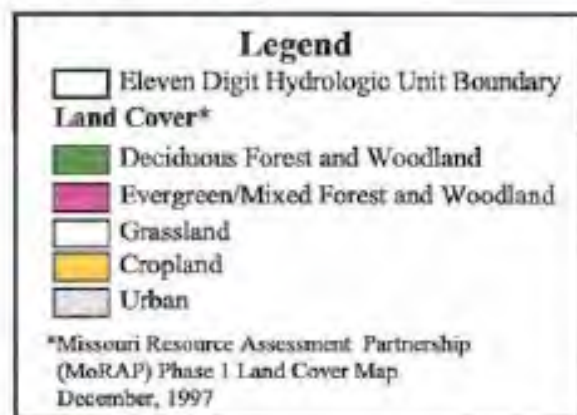 Legend
Eleven Digit Hydrologic Unit Boundary
Land Cover*
Deciduous Forest and Woodland
Evergreen/Mixed Forest and Woodland
Grassland
Cropland
Urban
*Missouri Resource Assessment Partnership
(MoRAP) Phase 1 Land Cover Map
December, 1997